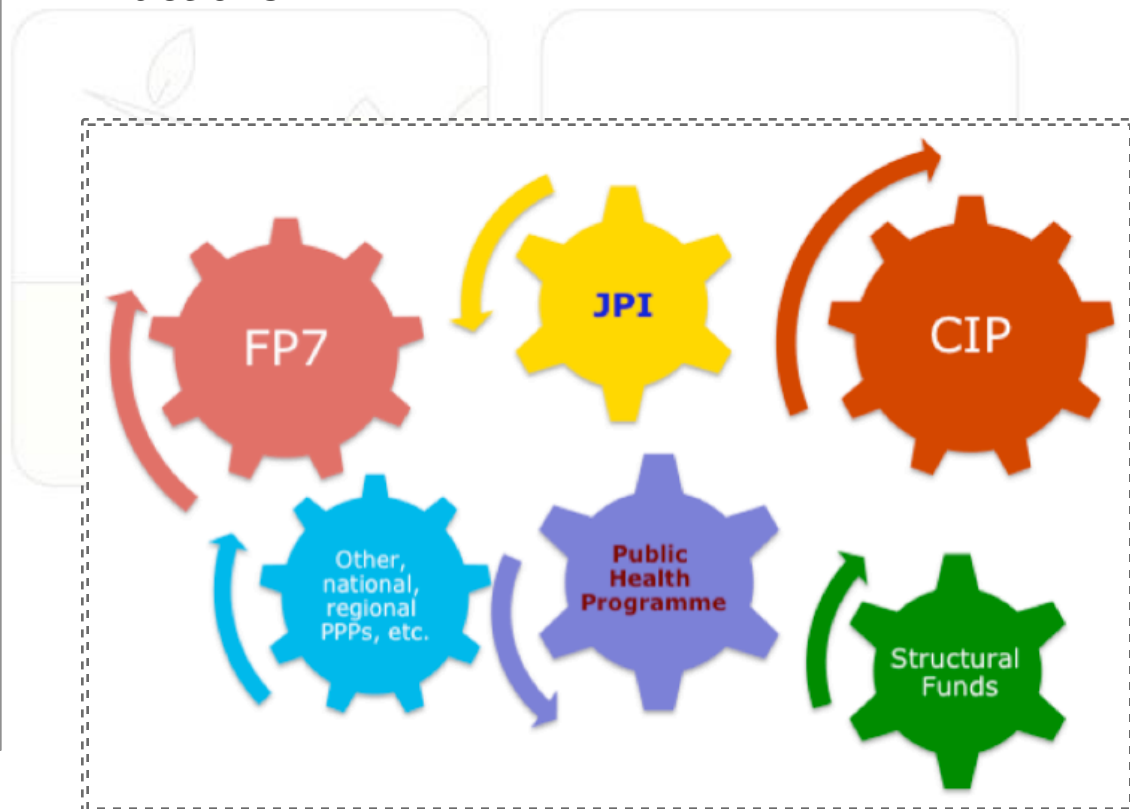 FP7
JPI
CIP
Other,
national,
regional
PPPs, etc.
Public
Health
Programme
Structural
Funds